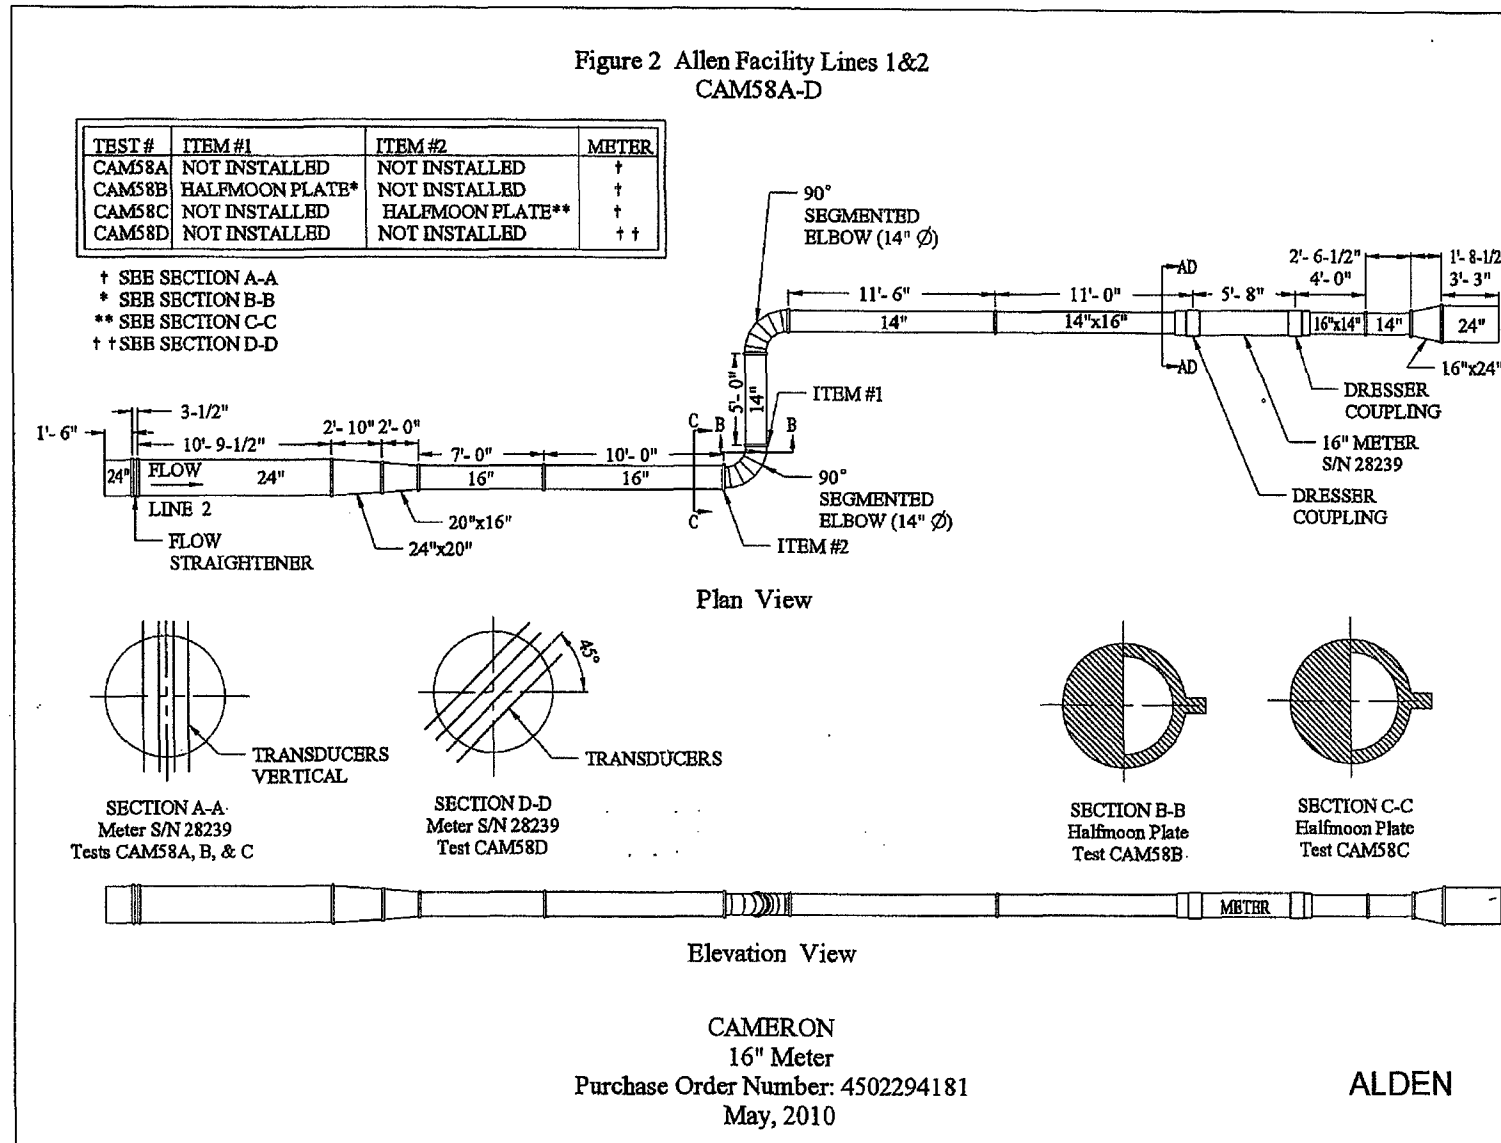 Figure 2 Allen Facility Lines 1&2
CAM58A-D
TEST # ITEM #1 ITEM #2 METER
CAM58A NOT INSTALLED NOT INSTALLED †
CAM58B HALFMOON PLATE* NOT INSTALLED †
CAM58C NOT INSTALLED HALFMOON PLATE** †
CAM58D NOT INSTALLED NOT INSTALLED † †
† SEE SECTION A-A
* SEE SECTION B-B
** SEE SECTION C-C
† † SEE SECTION D-D
90°
SEGMENTED
ELBOW (14" Ø)
AD
2'- 6-1/2" 1'- 8-1/2
11'- 6" 11'- 0" 5'- 8" 4'- 0" 3'- 3"
14" 14"x16" 16"x14" 14" 24"
AD
16"x24"
5'- 0"
14"
ITEM #1
DRESSER
COUPLING
16" METER
S/N 28239
DRESSER
COUPLING
3-1/2"
1'- 6" 10'- 9-1/2" 2'- 10" 2'- 0" 7'- 0" 10'- 0" C B B
24" FLOW 24" 16" 16"
LINE 2
FLOW
STRAIGHTENER
20"x16"
24"x20"
C
90°
SEGMENTED
ELBOW (14" Ø)
ITEM #2
Plan View
45°
TRANSDUCERS
VERTICAL
TRANSDUCERS
SECTION A-A
Meter S/N 28239
Tests CAM58A, B, & C
SECTION D-D
Meter S/N 28239
Test CAM58D
SECTION B-B
Halfmoon Plate
Test CAM58B
SECTION C-C
Halfmoon Plate
Test CAM58C
METER
Elevation View
CAMERON
16" Meter
Purchase Order Number: 4502294181
May, 2010
ALDEN